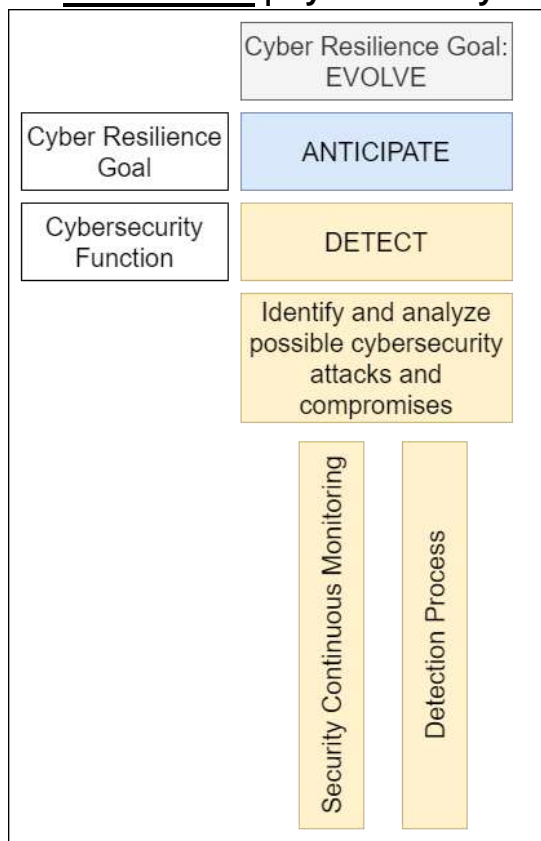 Cyber Resilience Goal:
EVOLVE
Cyber Resilience
Goal
ANTICIPATE
Cybersecurity
Function
DETECT
Identify and analyze
possible cybersecurity
attacks and
compromises
Security Continuous Monitoring
Detection Process